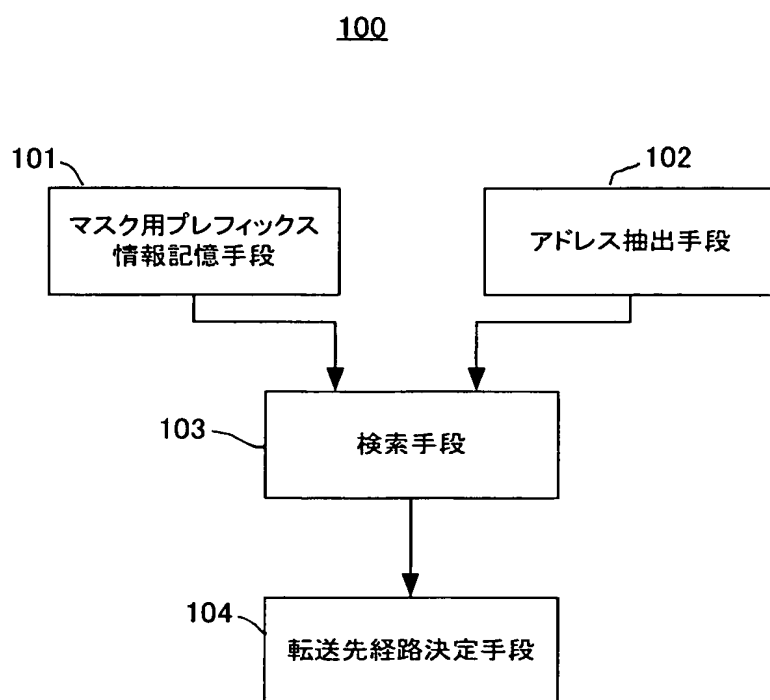 100
101
マスク用プレフィックス
情報記憶手段
102
アドレス抽出手段
103
検索手段
104
転送先経路決定手段